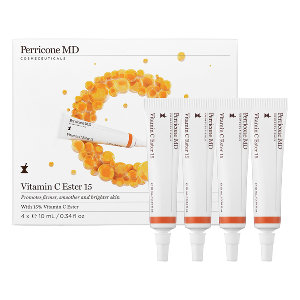 Perricone MD
COSMECEUTICALS
Perricone MD
Vitamin C Ester 15
Promotes firmer, smoother and brighter skin
With 15% Vitamin C Ester
4 x ℮ 10 mL / 0.34 fl oz
Perricone MD
Vitamin C Ester 15
Perricone MD
Vitamin C Ester 15
Perricone MD
Vitamin C Ester 15
Perricone MD
Vitamin C Ester 15